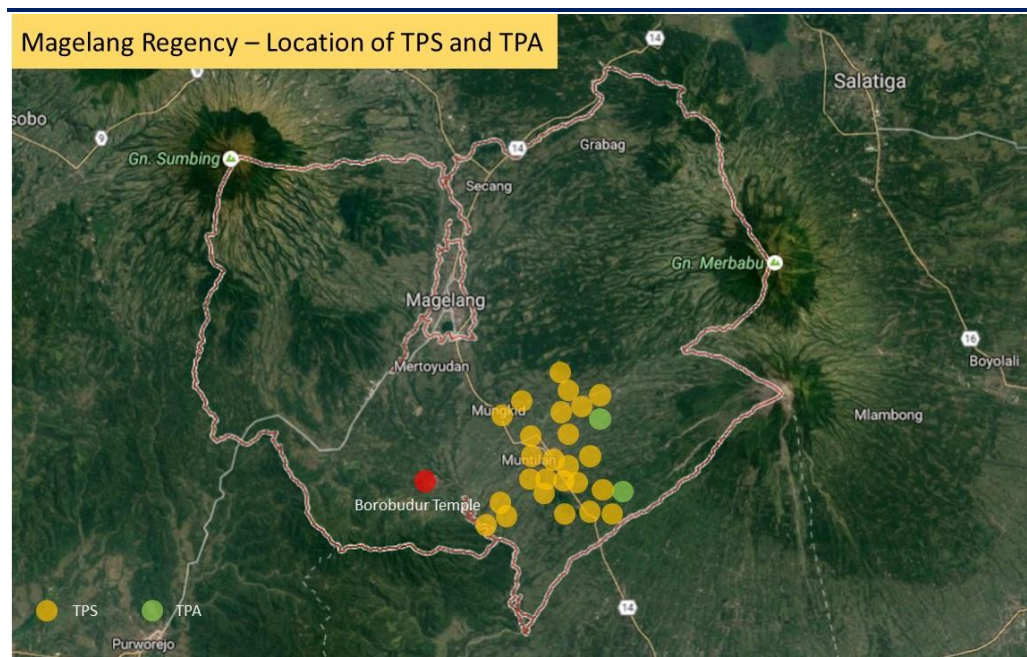 Magelang Regency – Location of TPS and TPA
14
Salatiga
sobo
9
Gn. Sumbing
14
Grabag
Secang
Gn. Merbabu
Magelang
16
Boyolali
Mertoyudan
Mungkid
Mlambong
Muntilan
Borobudur Temple
TPS
TPA
14
Purworejo